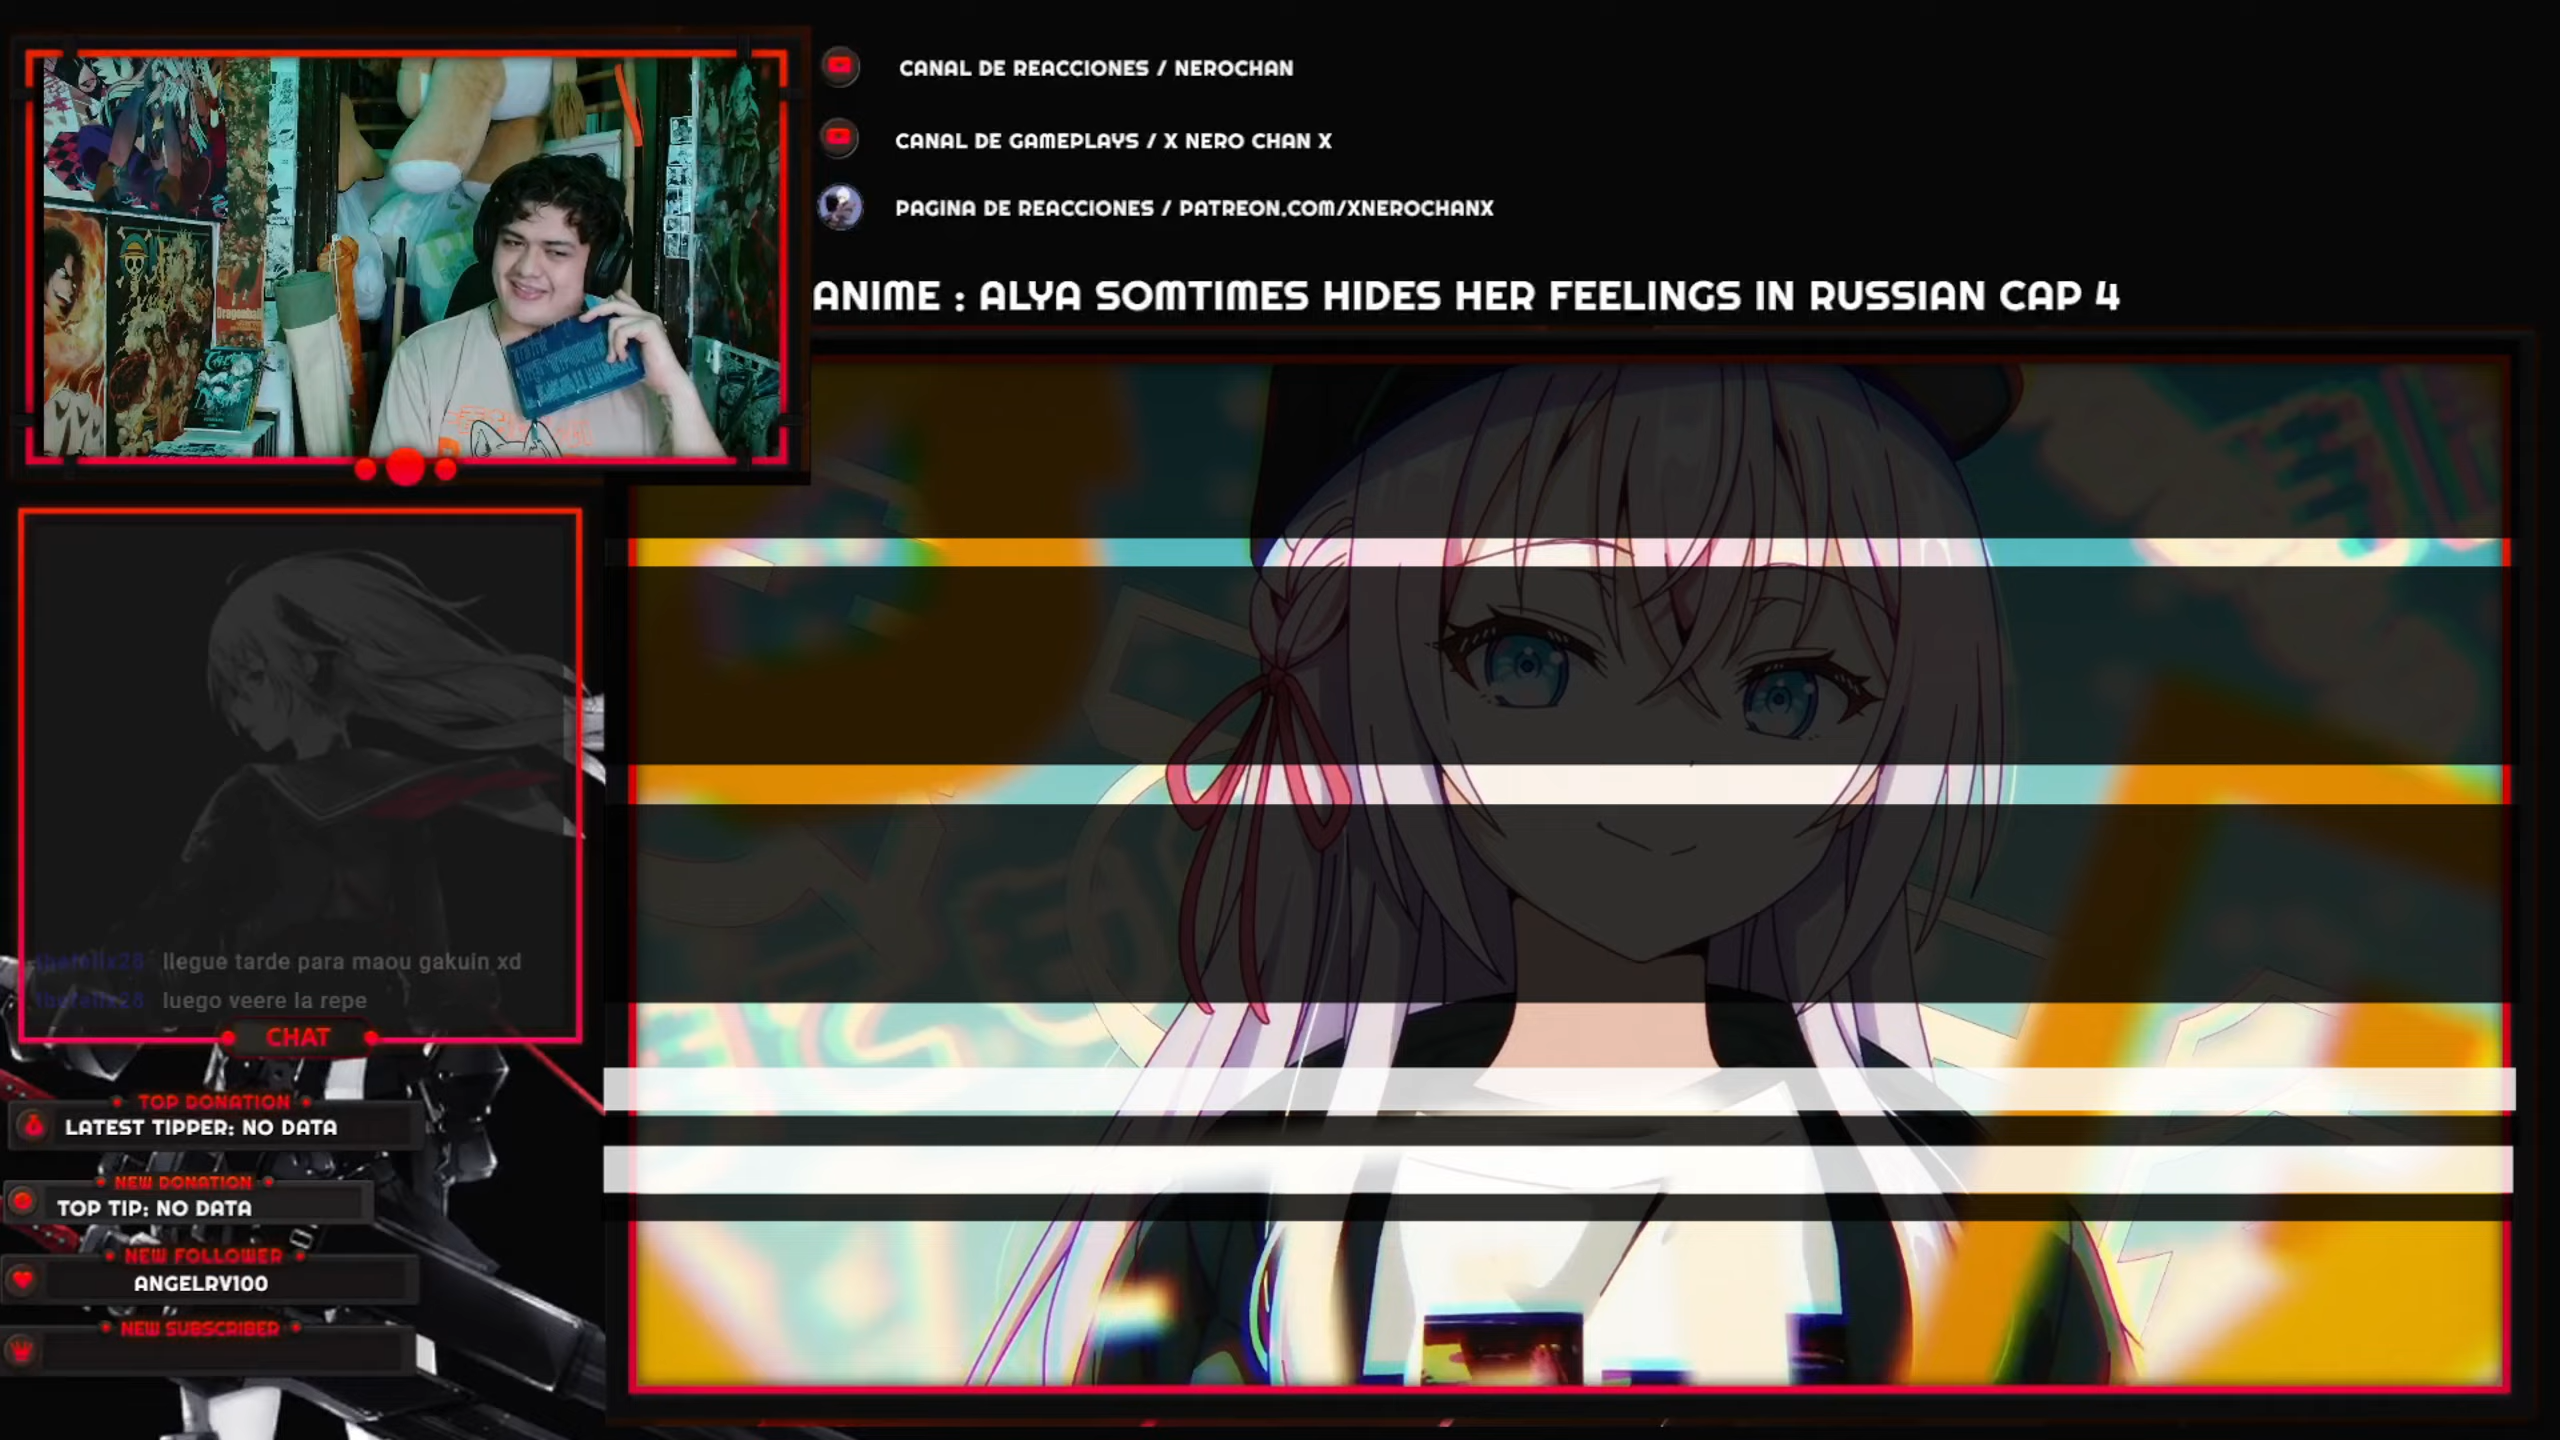 CANAL DE REACCIONES / NEROCHAN
CANAL DE GAMEPLAYS / X NERO CHAN X
PAGINA DE REACCIONES / PATREON.COM/XNEROCHANX
ANIME : ALYA SOMTIMES HIDES HER FEELINGS IN RUSSIAN CAP 4
thefelix28 llegue tarde para maou gakuin xd
thefelix28 luego veere la repe
CHAT
TOP DONATION
LATEST TIPPER: NO DATA
NEW DONATION
TOP TIP: NO DATA
NEW FOLLOWER
ANGELRV100
NEW SUBSCRIBER